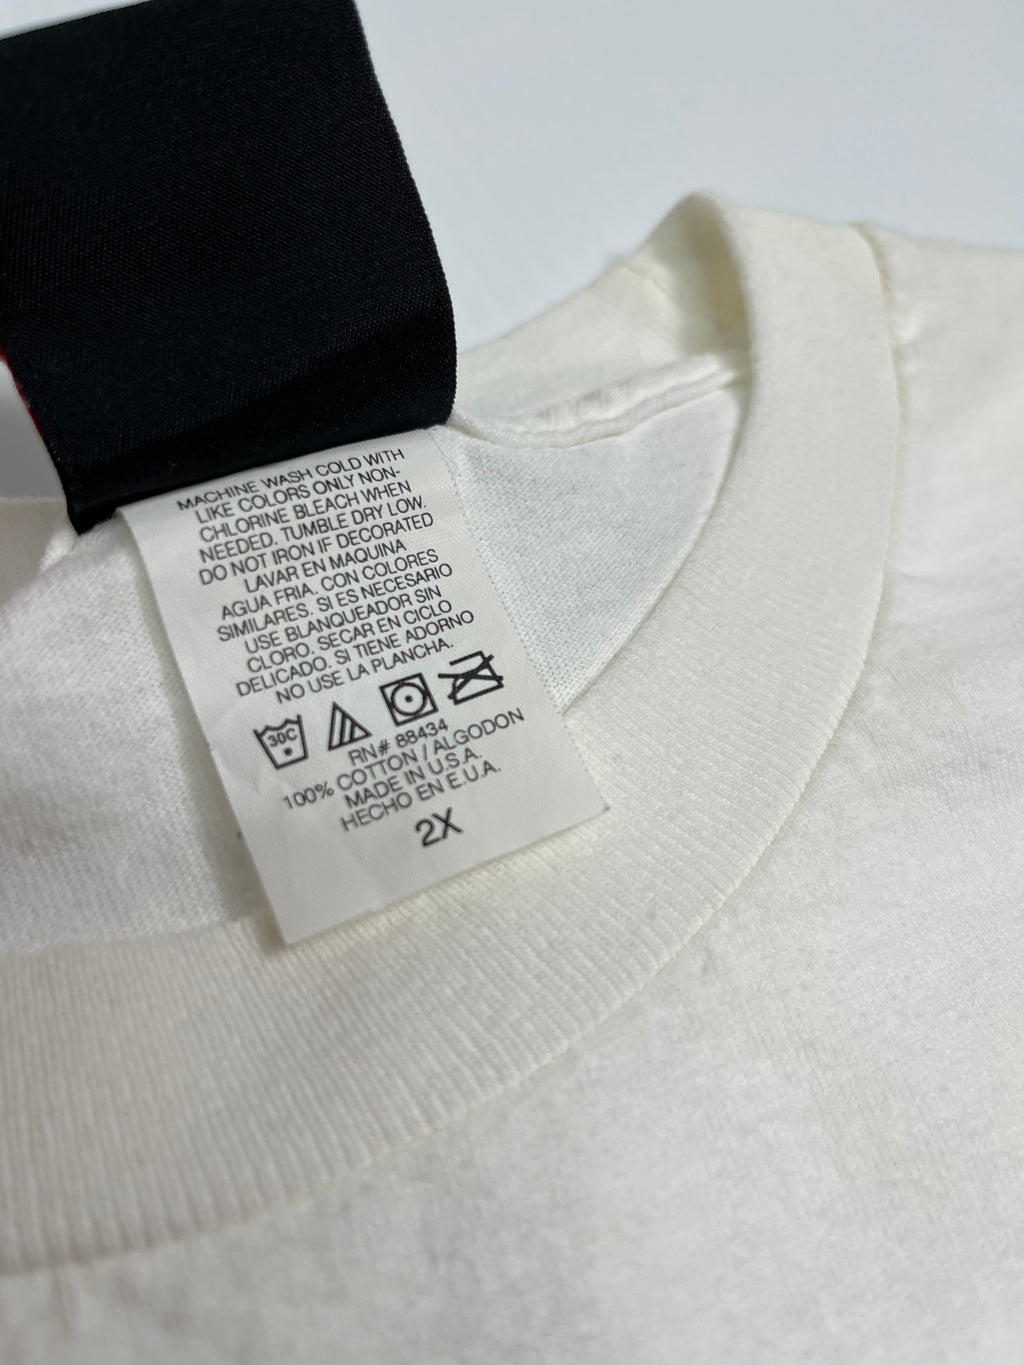 MACHINE WASH COLD WITH
LIKE COLORS ONLY NON-
CHLORINE BLEACH WHEN
NEEDED. TUMBLE DRY LOW.
DO NOT IRON IF DECORATED
LAVAR EN MAQUINA
AGUA FRIA. CON COLORES
SIMILARES. SI ES NECESARIO
USE BLANQUEADOR SIN
CLORO. SECAR EN CICLO
DELICADO. SI TIENE ADORNO
NO USE LA PLANCHA.
30C
RN# 88434
100% COTTON / ALGODON
MADE IN U.S.A.
HECHO EN E.U.A.
2X